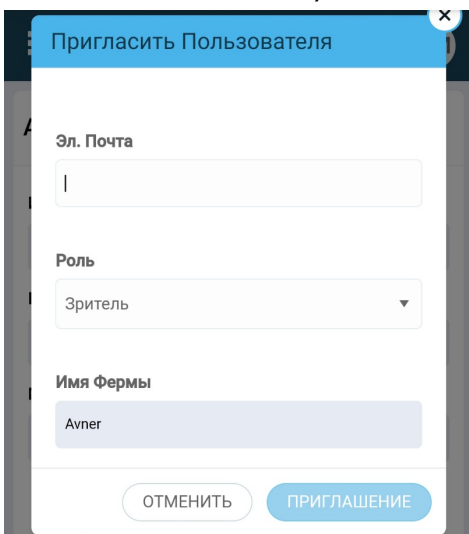 Пригласить Пользователя
Эл. Почта
Роль
Зритель
Имя Фермы
Avner
ОТМЕНИТЬ
ПРИГЛАШЕНИЕ